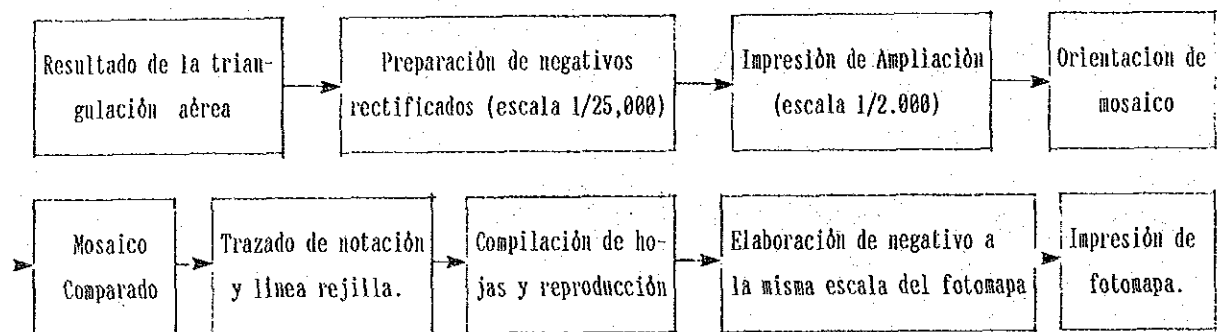 Resultado de la trian-
gulación aérea
Preparación de negativos
rectificados (escala 1/25,000)
Impresión de Ampliación
(escala 1/2.000)
Orientacion de
mosaico
Mosaico
Comparado
Trazado de notación
y linea rejilla.
Compilación de ho-
jas y reproducción
Elaboración de negativo a
la misma escala del fotomapa
Impresión de
fotomapa.